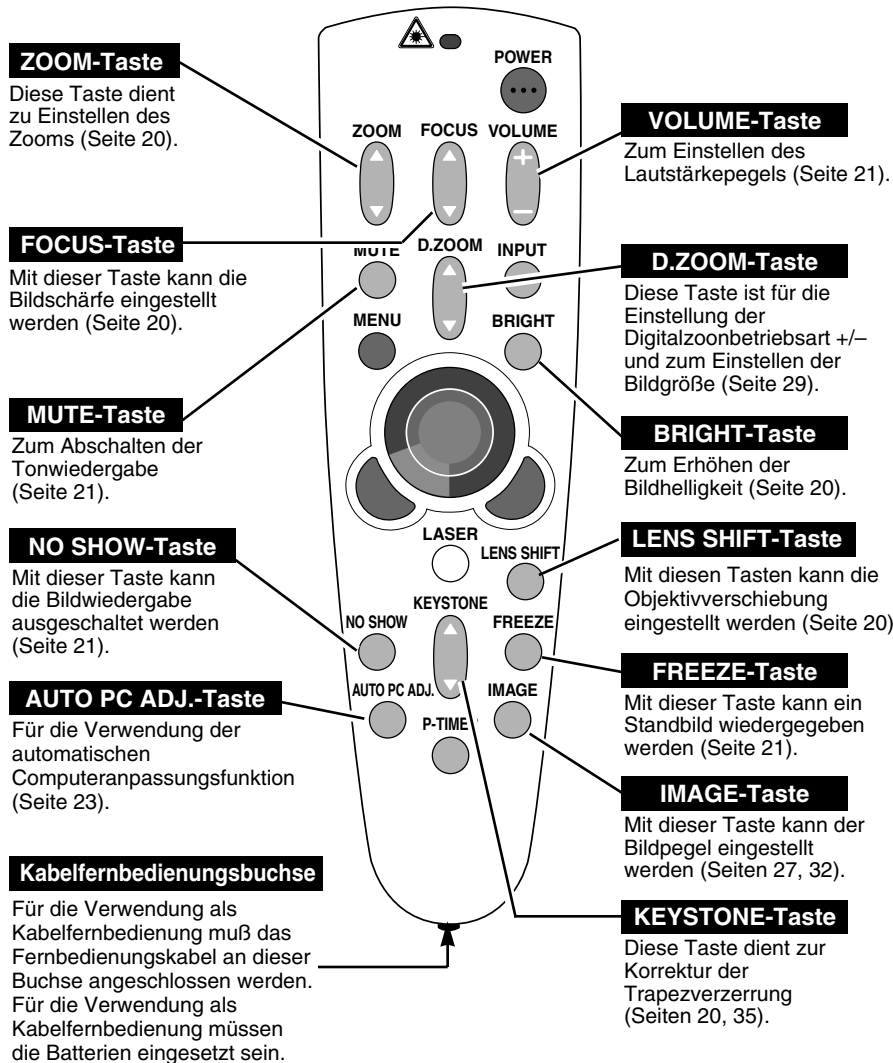 ZOOM-Taste
Diese Taste dient
zu Einstellen des
Zooms (Seite 20).
FOCUS-Taste
Mit dieser Taste kann die
Bildschärfe eingestellt
werden (Seite 20).
MUTE-Taste
Zum Abschalten der
Tonwiedergabe
(Seite 21).
NO SHOW-Taste
Mit dieser Taste kann
die Bildwiedergabe
ausgeschaltet werden
(Seite 21).
AUTO PC ADJ.-Taste
Für die Verwendung der
automatischen
Computeranpassungsfunktion
(Seite 23).
Kabelfernbedienungsbuchse
Für die Verwendung als
Kabelfernbedienung muß das
Fernbedienungskabel an dieser
Buchse angeschlossen werden.
Für die Verwendung als
Kabelfernbedienung müssen
die Batterien eingesetzt sein.
POWER
ZOOM FOCUS VOLUME
MUTE D.ZOOM INPUT
MENU BRIGHT
LASER
LENS SHIFT
KEYSTONE
NO SHOW FREEZE
AUTO PC ADJ. IMAGE
P-TIME
VOLUME-Taste
Zum Einstellen des
Lautstärkepegels (Seite 21).
D.ZOOM-Taste
Diese Taste ist für die
Einstellung der
Digitalzoonbetriebsart +/–
und zum Einstellen der
Bildgröße (Seite 29).
BRIGHT-Taste
Zum Erhöhen der
Bildhelligkeit (Seite 20).
LENS SHIFT-Taste
Mit diesen Tasten kann die
Objektivverschiebung
eingestellt werden (Seite 20)
FREEZE-Taste
Mit dieser Taste kann ein
Standbild wiedergegeben
werden (Seite 21).
IMAGE-Taste
Mit dieser Taste kann der
Bildpegel eingestellt
werden (Seiten 27, 32).
KEYSTONE-Taste
Diese Taste dient zur
Korrektur der
Trapezverzerrung
(Seiten 20, 35).